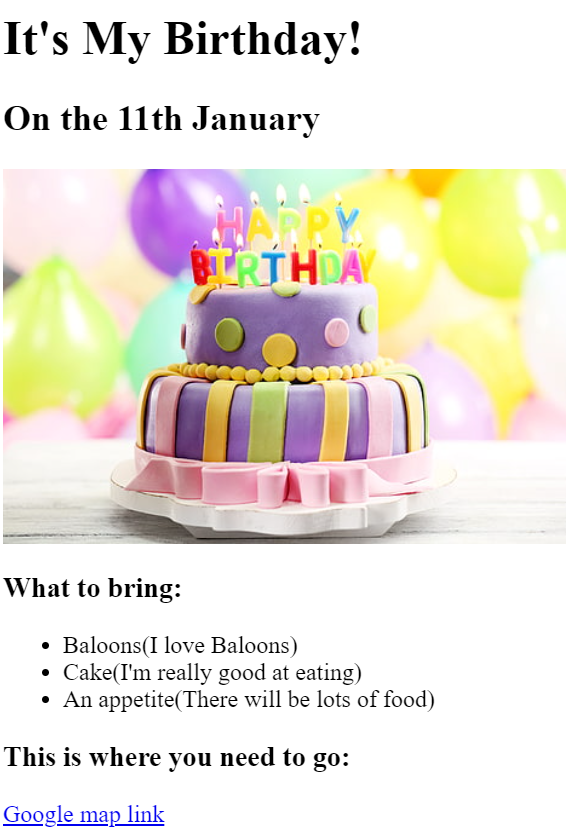 It's My Birthday!
On the 11th January
HAPPY
BIRTHDAY
What to bring:
Baloons(I love Baloons)
Cake(I'm really good at eating)
An appetite(There will be lots of food)
This is where you need to go:
Google map link